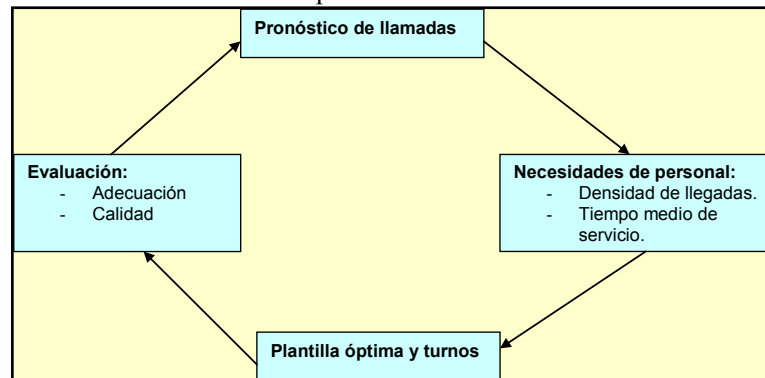 Pronóstico de llamadas
Evaluación:
- Adecuación
- Calidad
Necesidades de personal:
- Densidad de llegadas.
- Tiempo medio de
servicio.
Plantilla óptima y turnos